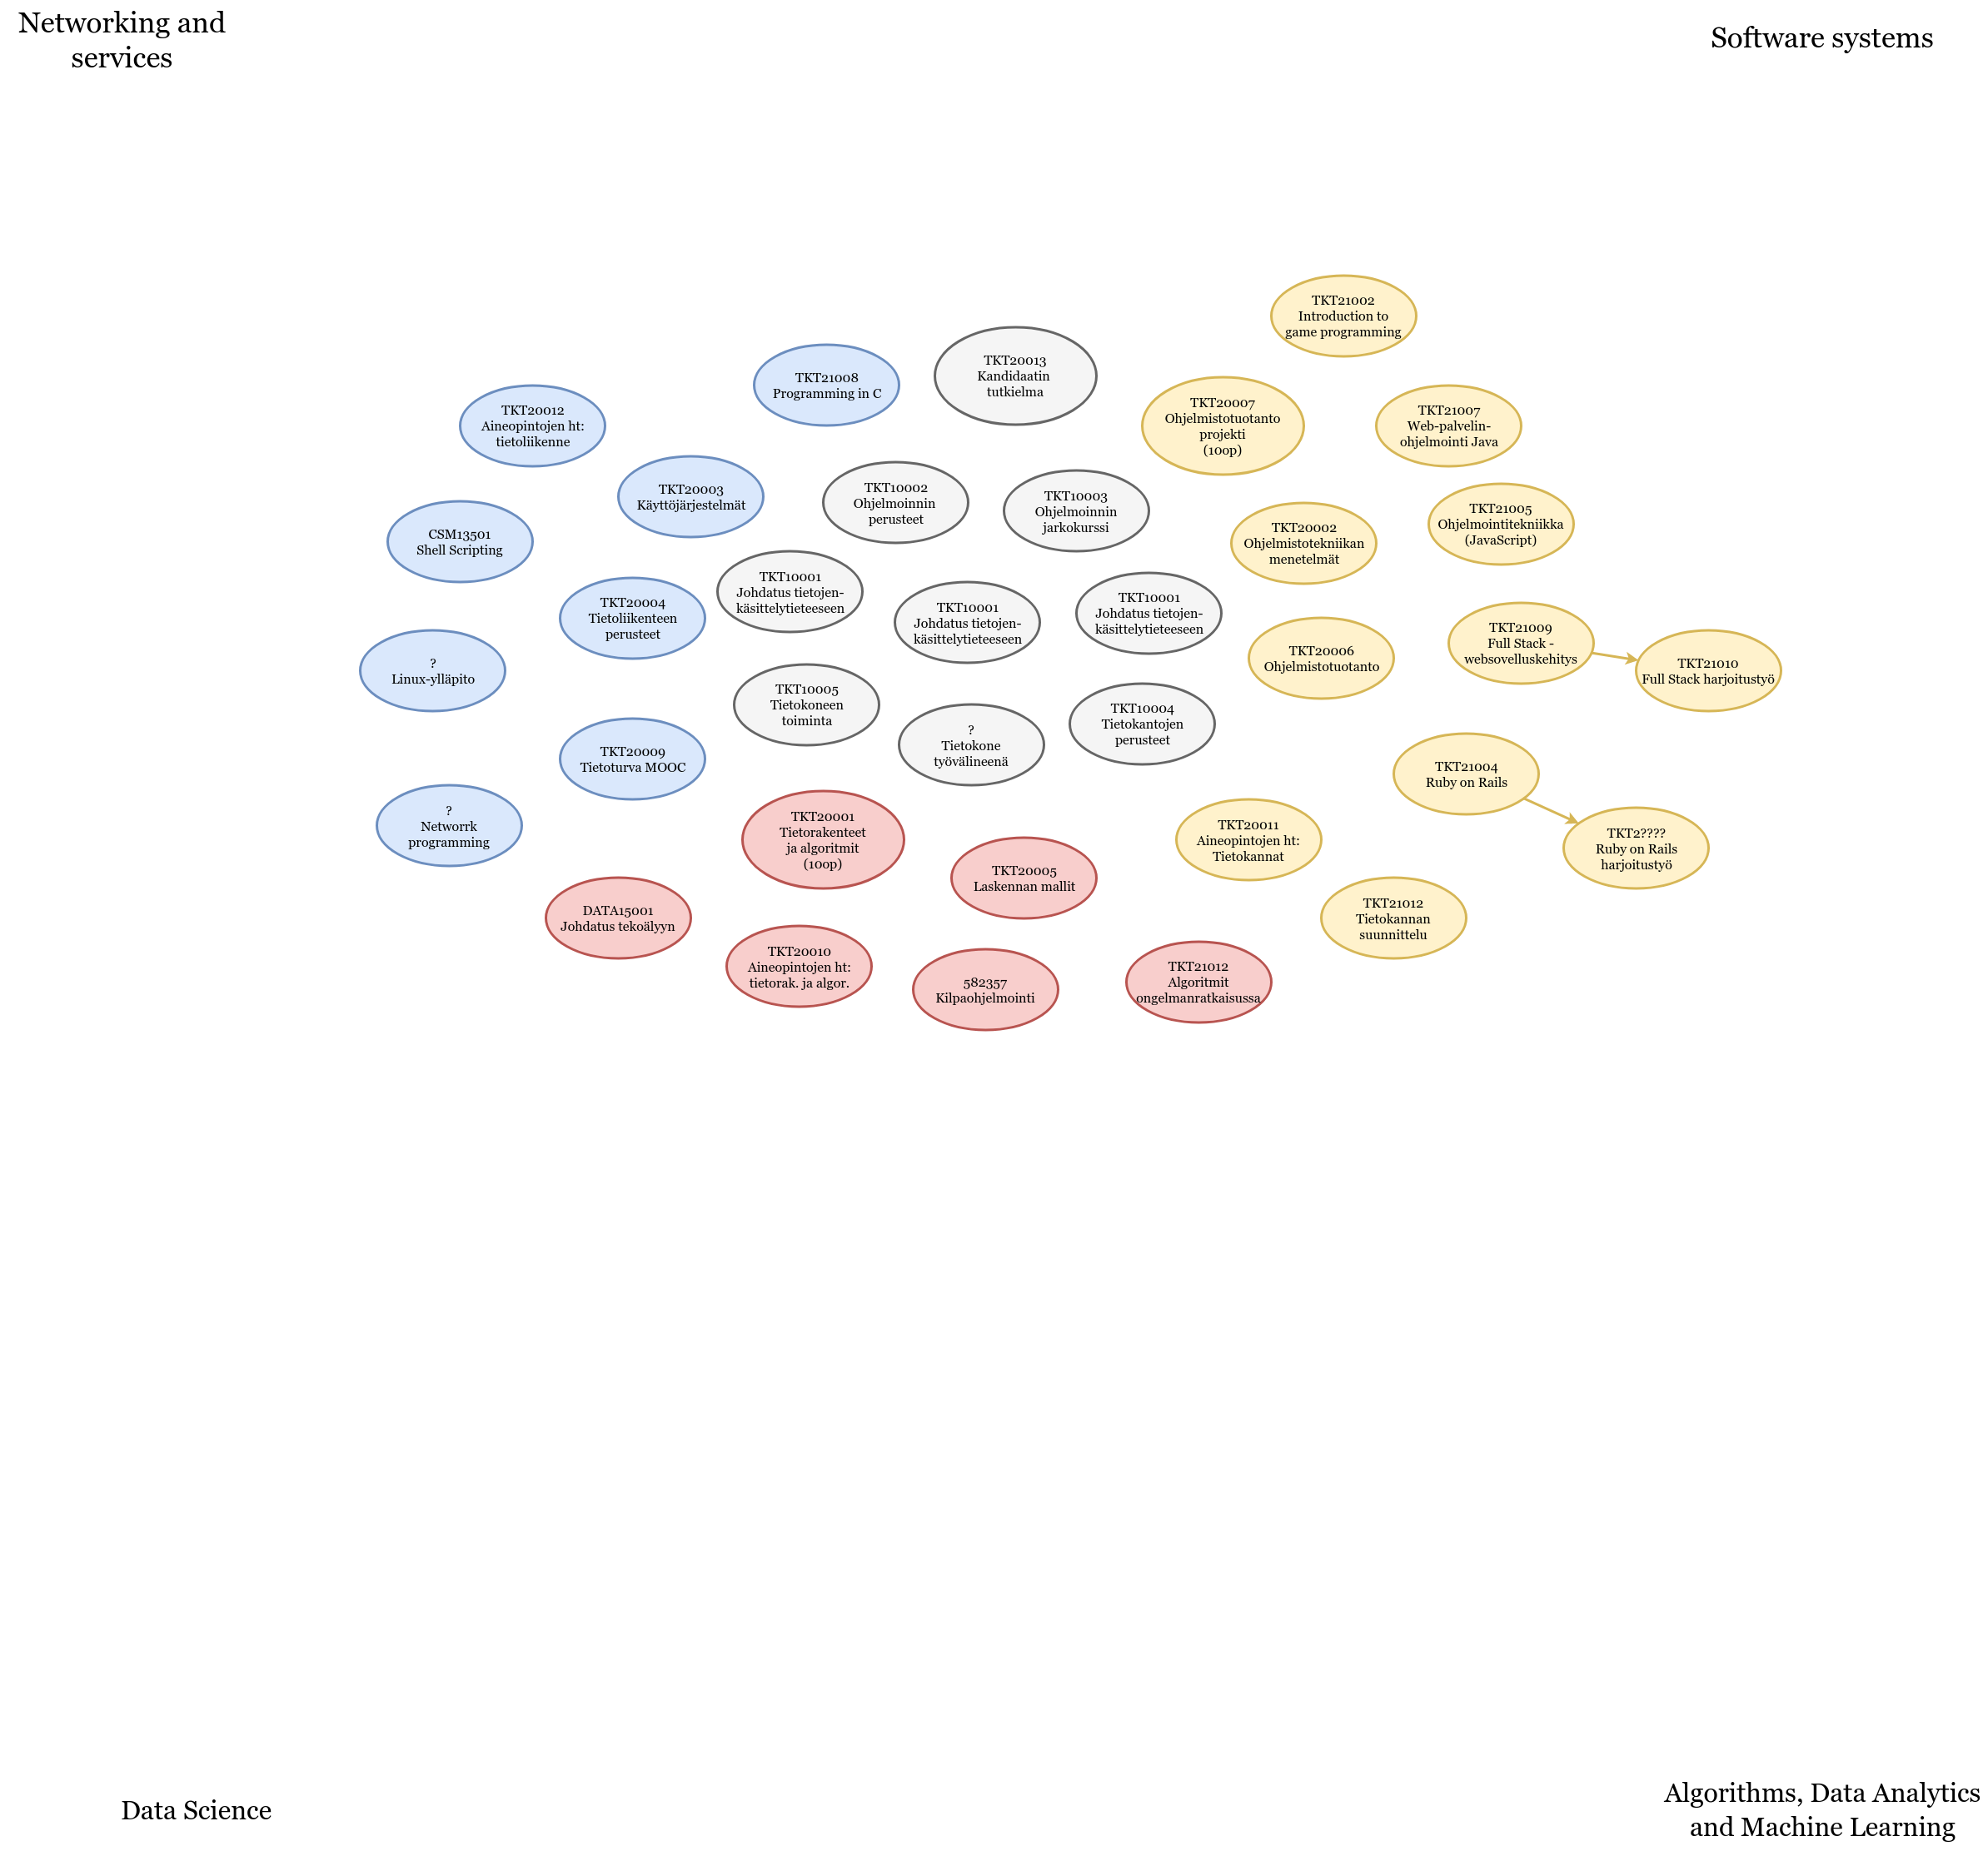 Networking and
services
Software systems
TKT21002
Introduction to
game programming
TKT20013
Kandidaatin
tutkielma
TKT21008
Programming in C
TKT20012
Aineopintojen ht:
tietoliikenne
TKT20007
Ohjelmistotuotanto
projekti
(10op)
TKT21007
Web-palvelin-
ohjelmointi Java
TKT20003
Käyttöjärjestelmät
TKT10002
Ohjelmoinnin
perusteet
TKT10003
Ohjelmoinnin
jarkokurssi
TKT21005
Ohjelmointitekniikka
(JavaScript)
TKT20002
Ohjelmistotekniikan
menetelmät
CSM13501
Shell Scripting
TKT10001
Johdatus tietojen-
käsittelytieteeseen
TKT20004
Tietoliikenteen
perusteet
TKT10001
Johdatus tietojen-
käsittelytieteeseen
TKT10001
Johdatus tietojen-
käsittelytieteeseen
TKT21009
Full Stack -
websovelluskehitys
TKT20006
Ohjelmistotuotanto
?
Linux-ylläpito
TKT21010
Full Stack harjoitustyö
TKT10005
Tietokoneen
toiminta
TKT10004
Tietokantojen
perusteet
?
Tietokone
työvälineenä
TKT20009
Tietoturva MOOC
TKT21004
Ruby on Rails
?
Networrk
programming
TKT20001
Tietorakenteet
ja algoritmit
(10op)
TKT20011
Aineopintojen ht:
Tietokannat
TKT2????
Ruby on Rails
harjoitustyö
TKT20005
Laskennan mallit
DATA15001
Johdatus tekoälyyn
TKT21012
Tietokannan
suunnittelu
TKT20010
Aineopintojen ht:
tietorak. ja algor.
582357
Kilpaohjelmointi
TKT21012
Algoritmit
ongelmanratkaisussa
Data Science
Algorithms, Data Analytics
and Machine Learning